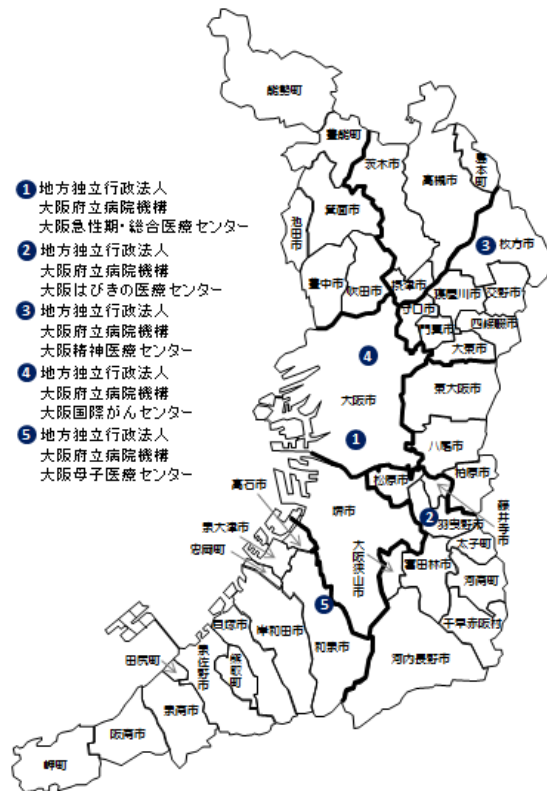 能勢町
豊能町
茨木市
高槻市
島本町
❶地方独立行政法人
大阪府立病院機構
大阪急性期・総合医療センター
❷地方独立行政法人
大阪府立病院機構
大阪はびきの医療センター
❸地方独立行政法人
大阪府立病院機構
大阪精神医療センター
❹地方独立行政法人
大阪府立病院機構
大阪国際がんセンター
❺地方独立行政法人
大阪府立病院機構
大阪母子医療センター
池田市
箕面市
❸
枚方市
豊中市
吹田市
摂津市
守口市
寝屋川市
交野市
門真市
四條畷市
大東市
❹
大阪市
東大阪市
❶
八尾市
松原市
柏原市
高石市
堺市
❷
羽曳野市
藤井寺市
泉大津市
太子町
忠岡町
大阪狭山市
富田林市
河南町
❺
千早赤阪村
貝塚市
岸和田市
和泉市
河内長野市
田尻町
泉佐野市
熊取町
泉南市
阪南市
岬町